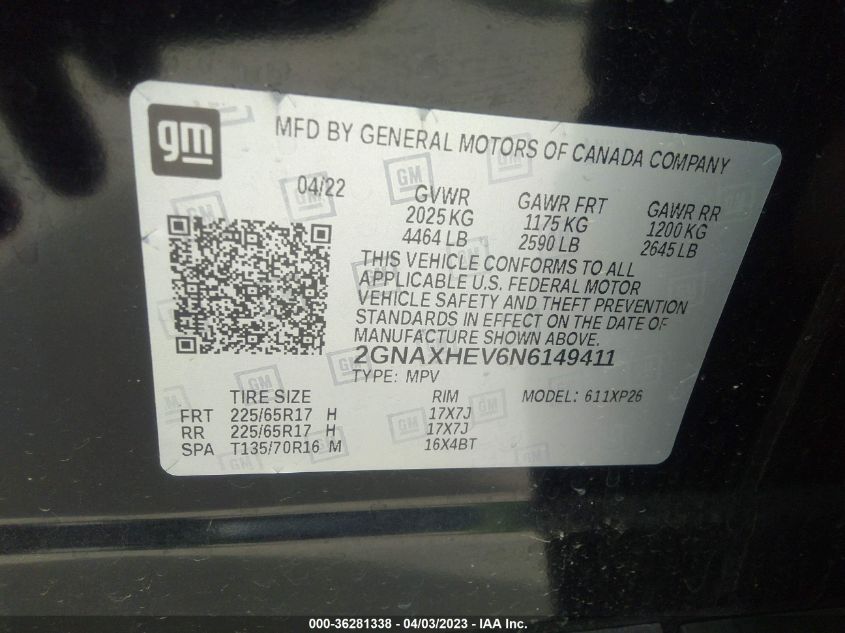 gm
MFD BY GENERAL MOTORS OF CANADA COMPANY
04/22
GVWR GAWR FRT GAWR RR
2025 KG 1175 KG 1200 KG
4464 LB 2590 LB 2645 LB
THIS VEHICLE CONFORMS TO ALL
APPLICABLE U.S. FEDERAL MOTOR
VEHICLE SAFETY AND THEFT PREVENTION
STANDARDS IN EFFECT ON THE DATE OF
MANUFACTURE SHOWN ABOVE.
2GNAXHEV6N6149411
TYPE: MPV MODEL: 611XP26
TIRE SIZE RIM
FRT 225/65R17 H 17X7J
RR 225/65R17 H 17X7J
SPA T135/70R16 M 16X4BT
000-36281338 - 04/03/2023 - IAA Inc.